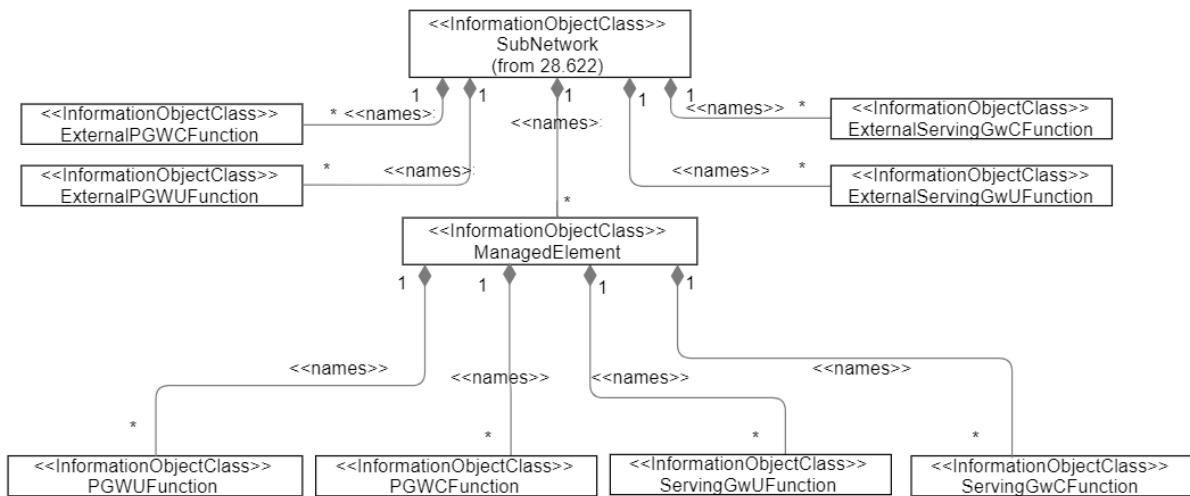 <<InformationObjectClass>>
SubNetwork
(from 28.622)
1
1
1
1
1
<<InformationObjectClass>>
ExternalPGWCFunction
* <<names>:
<<names>>
*
<<InformationObjectClass>>
ExternalServingGwCFunction
<<names>:
<<InformationObjectClass>>
ExternalPGWUFunction
*
<<names>:
<<names>>
*
<<InformationObjectClass>>
ExternalServingGwUFunction
*
<<InformationObjectClass>>
ManagedElement
1
1
1
1
<<names>>
<<names>>
<<names>>
<<names>>
*
*
*
*
<<InformationObjectClass>>
PGWUFunction
<<InformationObjectClass>>
PGWCFunction
<<InformationObjectClass>>
ServingGwUFunction
<<InformationObjectClass>>
ServingGwCFunction